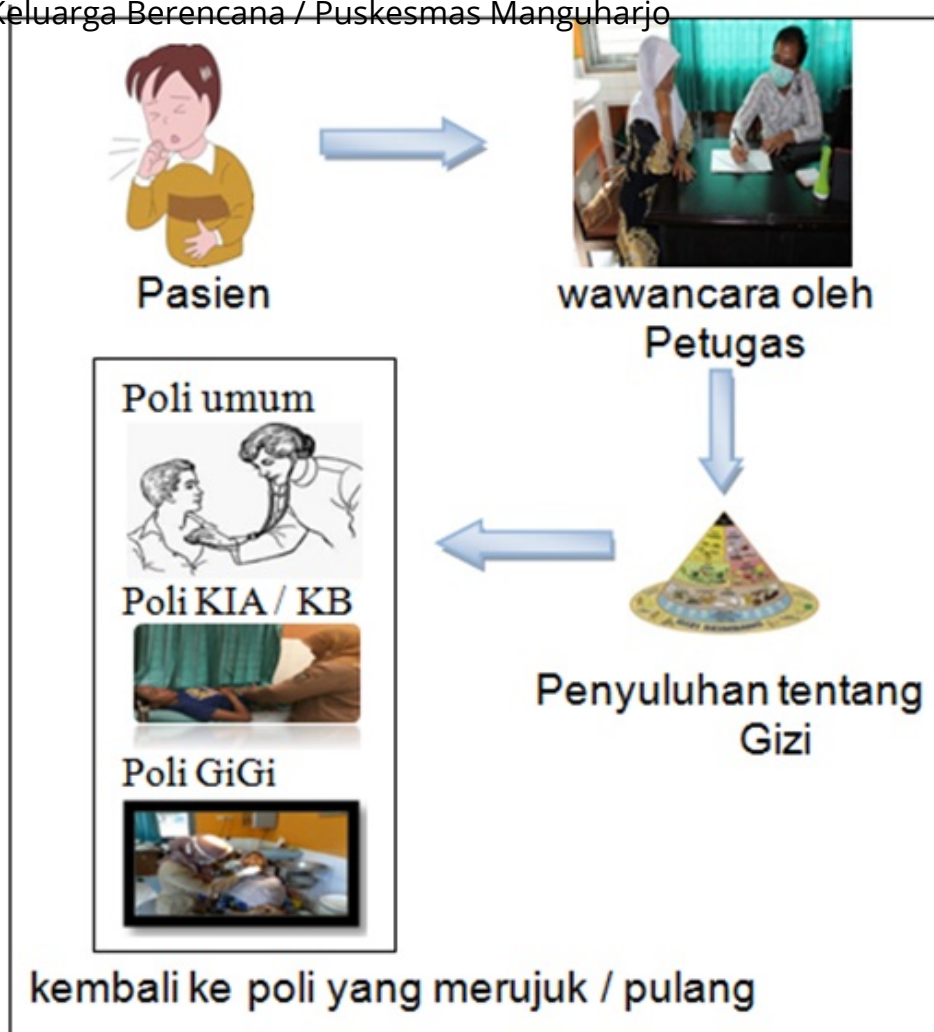 Keluarga Berencana / Puskesmas Manguharjo
Pasien
wawancara oleh
Petugas
Penyuluhan tentang
Gizi
Poli umum
Poli KIA / KB
Poli GiGi
kembali ke poli yang merujuk / pulang